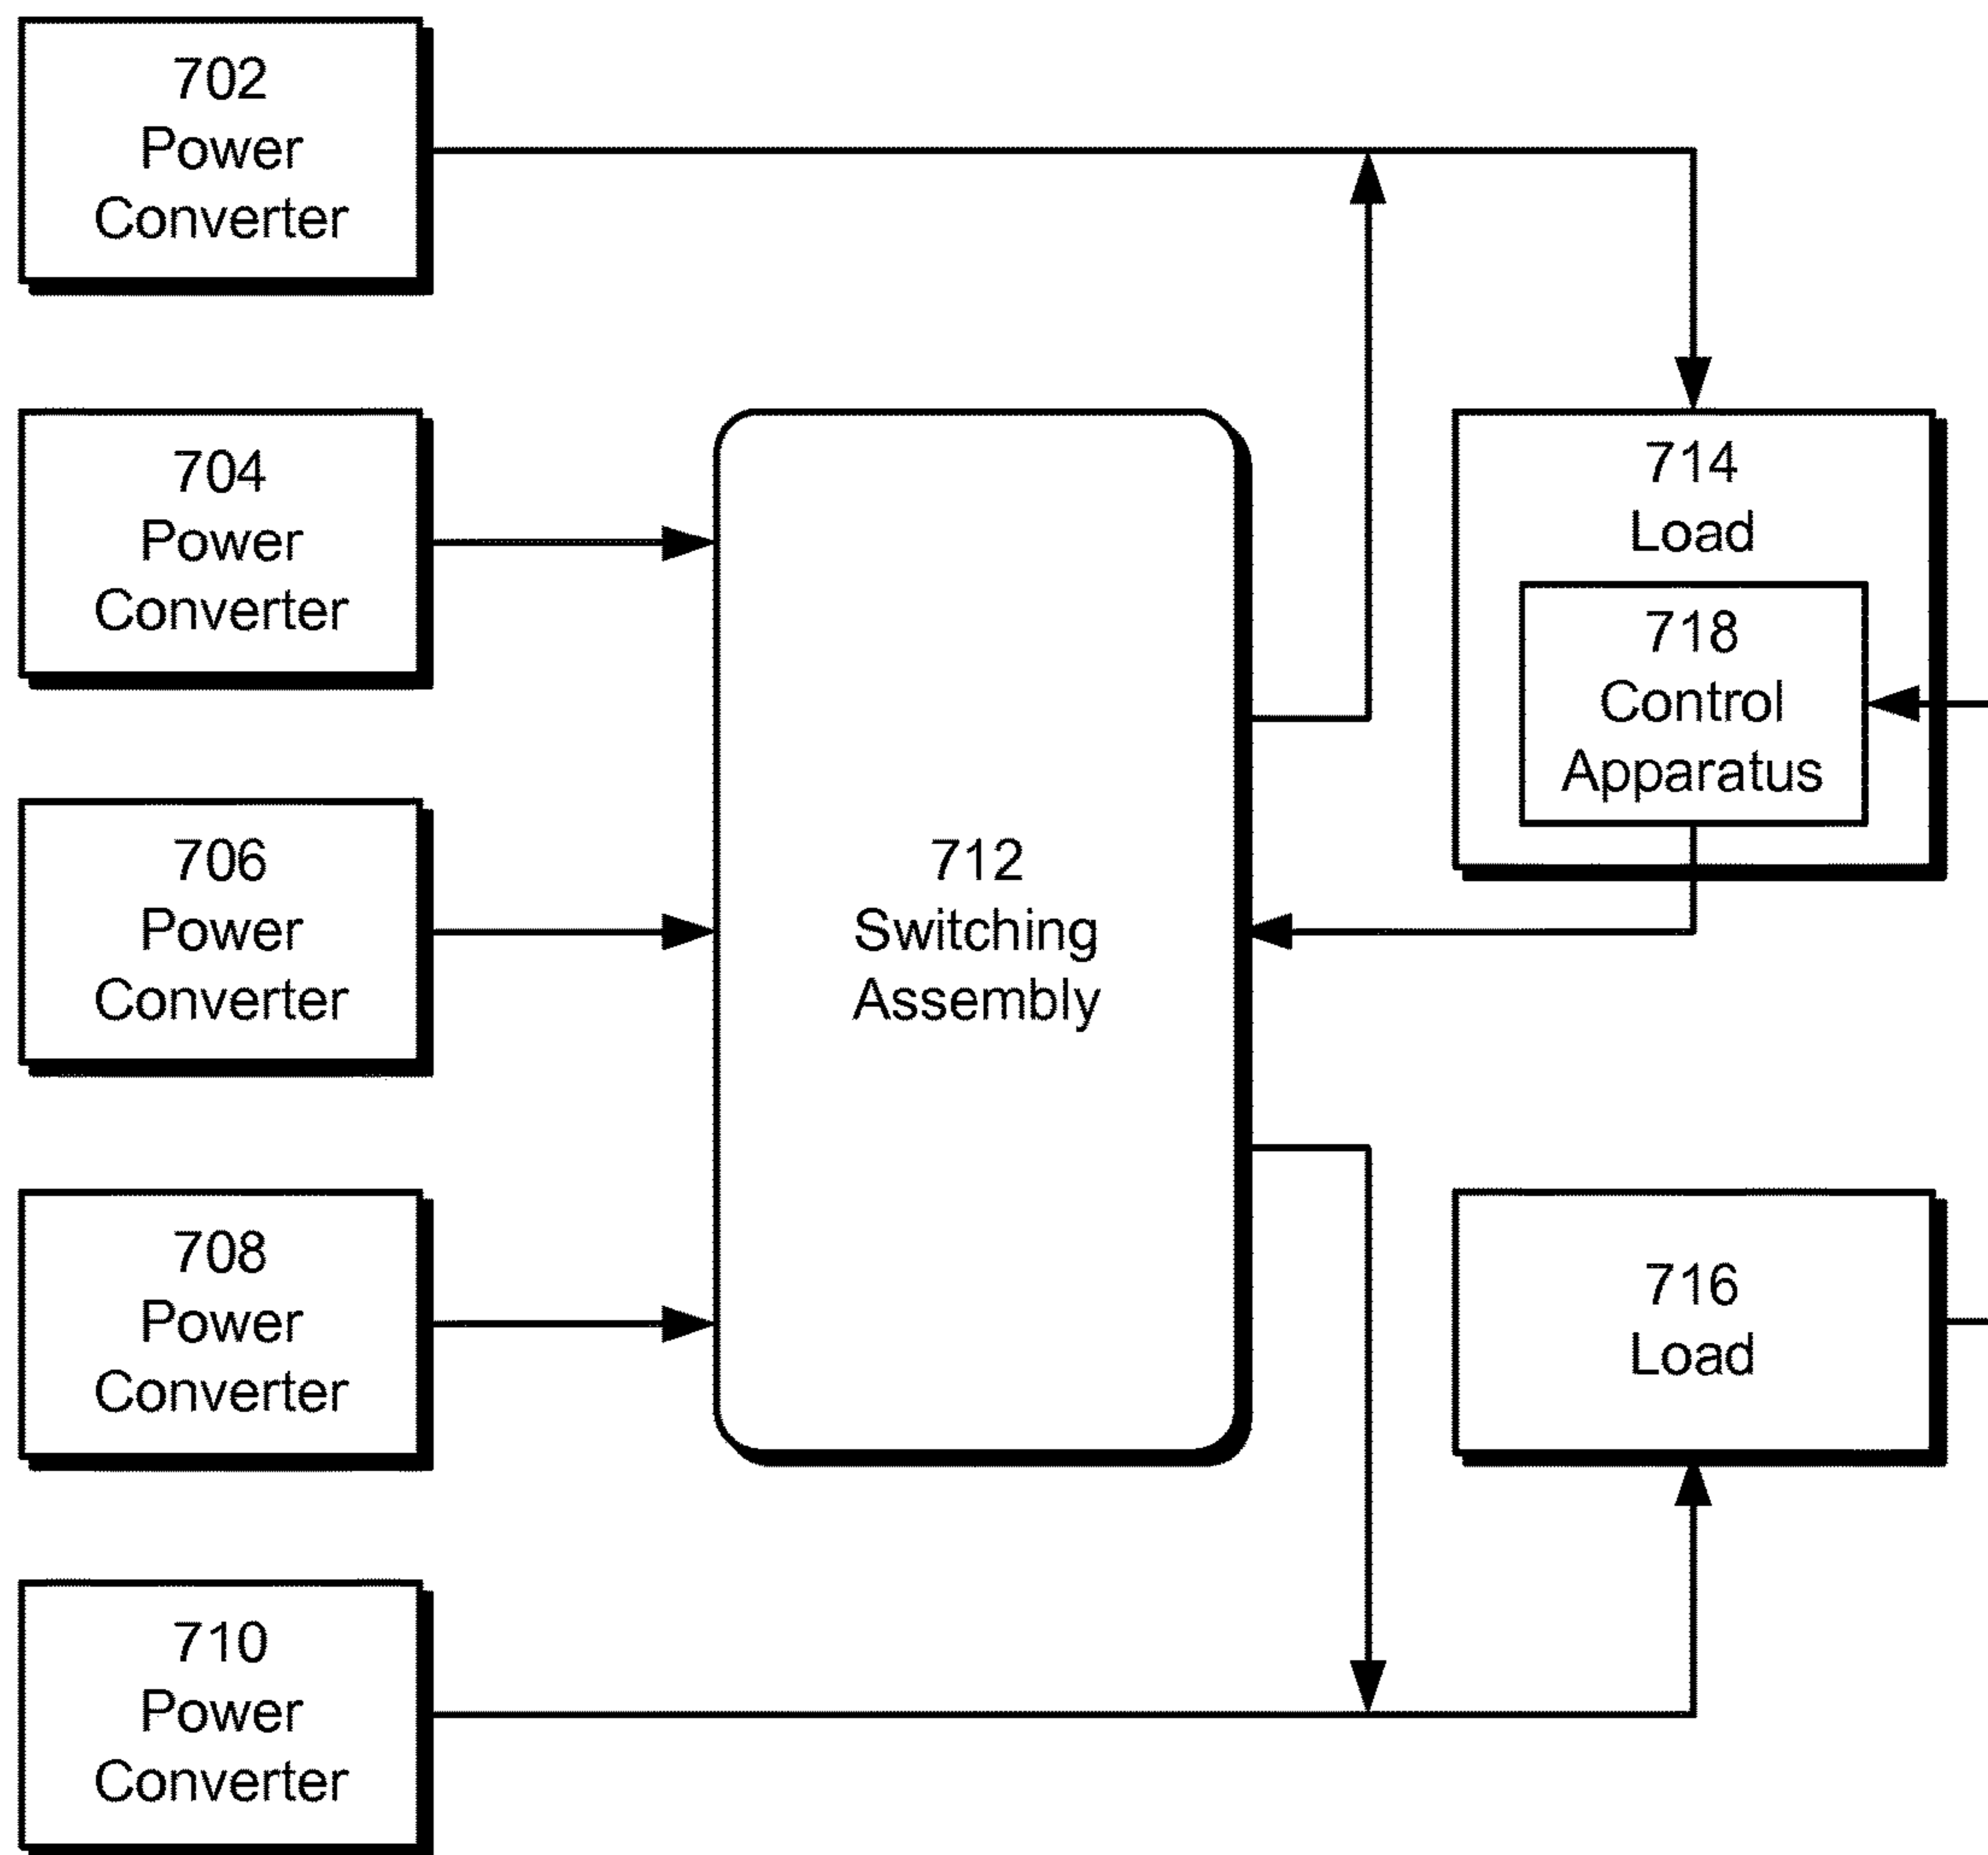 702
Power
Converter
704
Power
Converter
706
Power
Converter
708
Power
Converter
710
Power
Converter
712
Switching
Assembly
714
Load
718
Control
Apparatus
716
Load